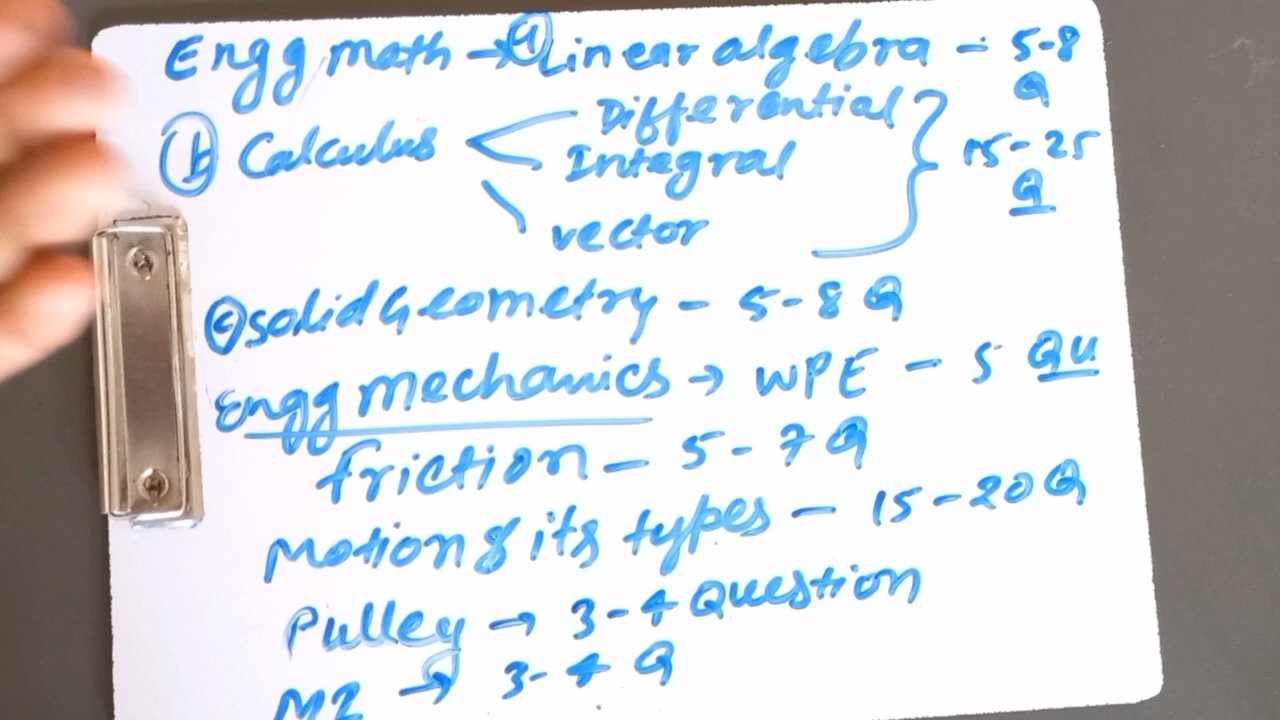 Engg math → (a) Linear algebra - 5-8 Q
(b) Calculus Differential
Integral 15-25 Q
vector
(c) solid Geometry - 5-8 Q
Engg Mechanics → WPE - 5 Qu
friction - 5-7 Q
Motion & its types - 15-20 Q
Pulley → 3-4 Question
→ 3-4 Q